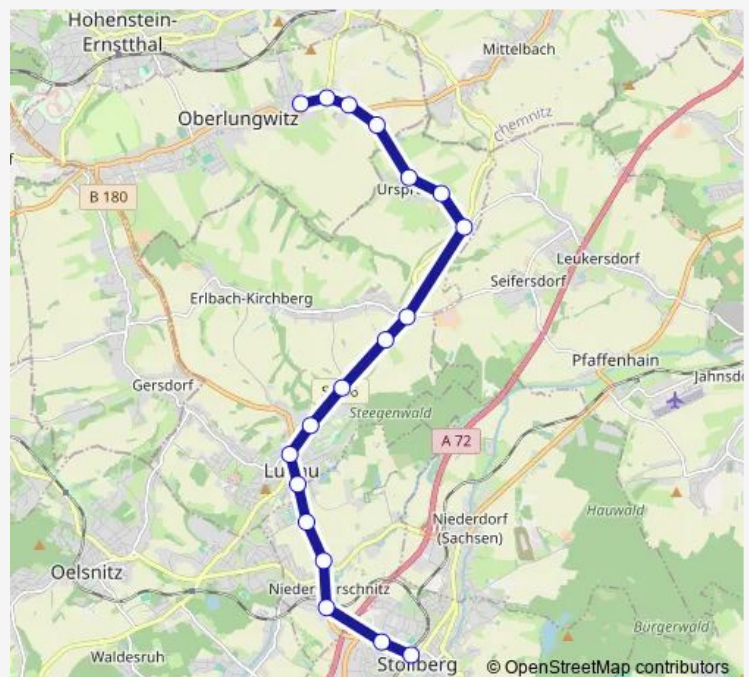 Hohenstein-
Ernstthal
Mittelbach
Oberlungwitz
Chemnitz
B 180
Leukersdorf
Seifersdorf
Erlbach-Kirchberg
Pfaffenhain
Gersdorf
Steegenwald
A 72
Hauwald
Niederdorf
(Sachsen)
Oelsnitz
Bürgerwald
Waldesruh
Stollberg
© OpenStreetMap contributors